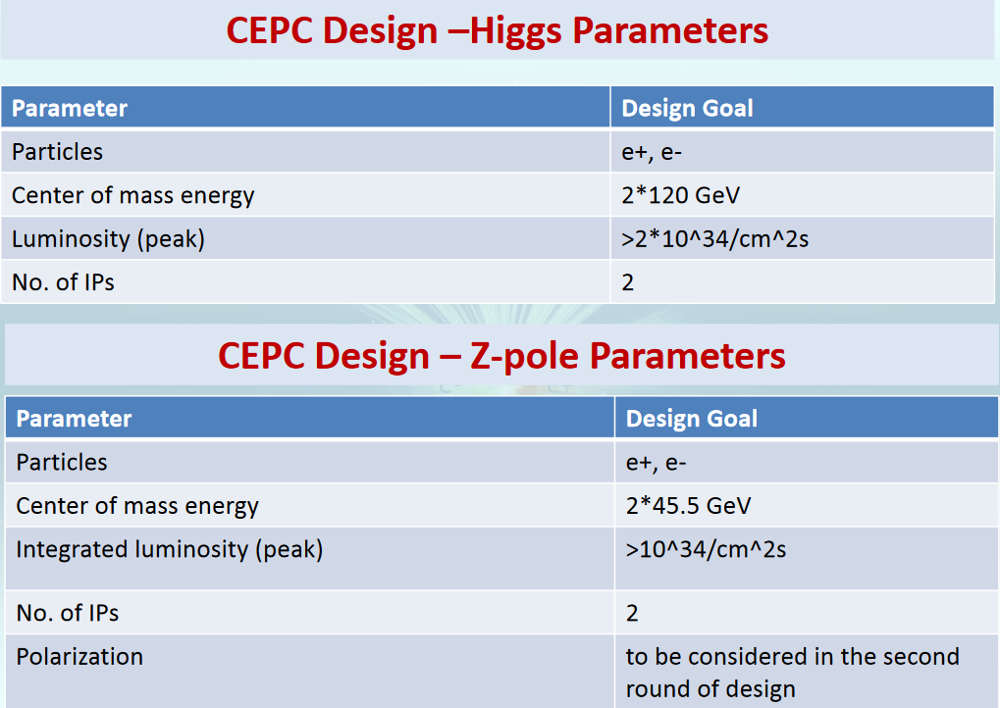 CEPC Design –Higgs Parameters
Parameter Design Goal
Particles e+, e-
Center of mass energy 2*120 GeV
Luminosity (peak) >2*10^34/cm^2s
No. of IPs 2
CEPC Design – Z-pole Parameters
Parameter Design Goal
Particles e+, e-
Center of mass energy 2*45.5 GeV
Integrated luminosity (peak) >10^34/cm^2s
No. of IPs 2
Polarization to be considered in the second
round of design